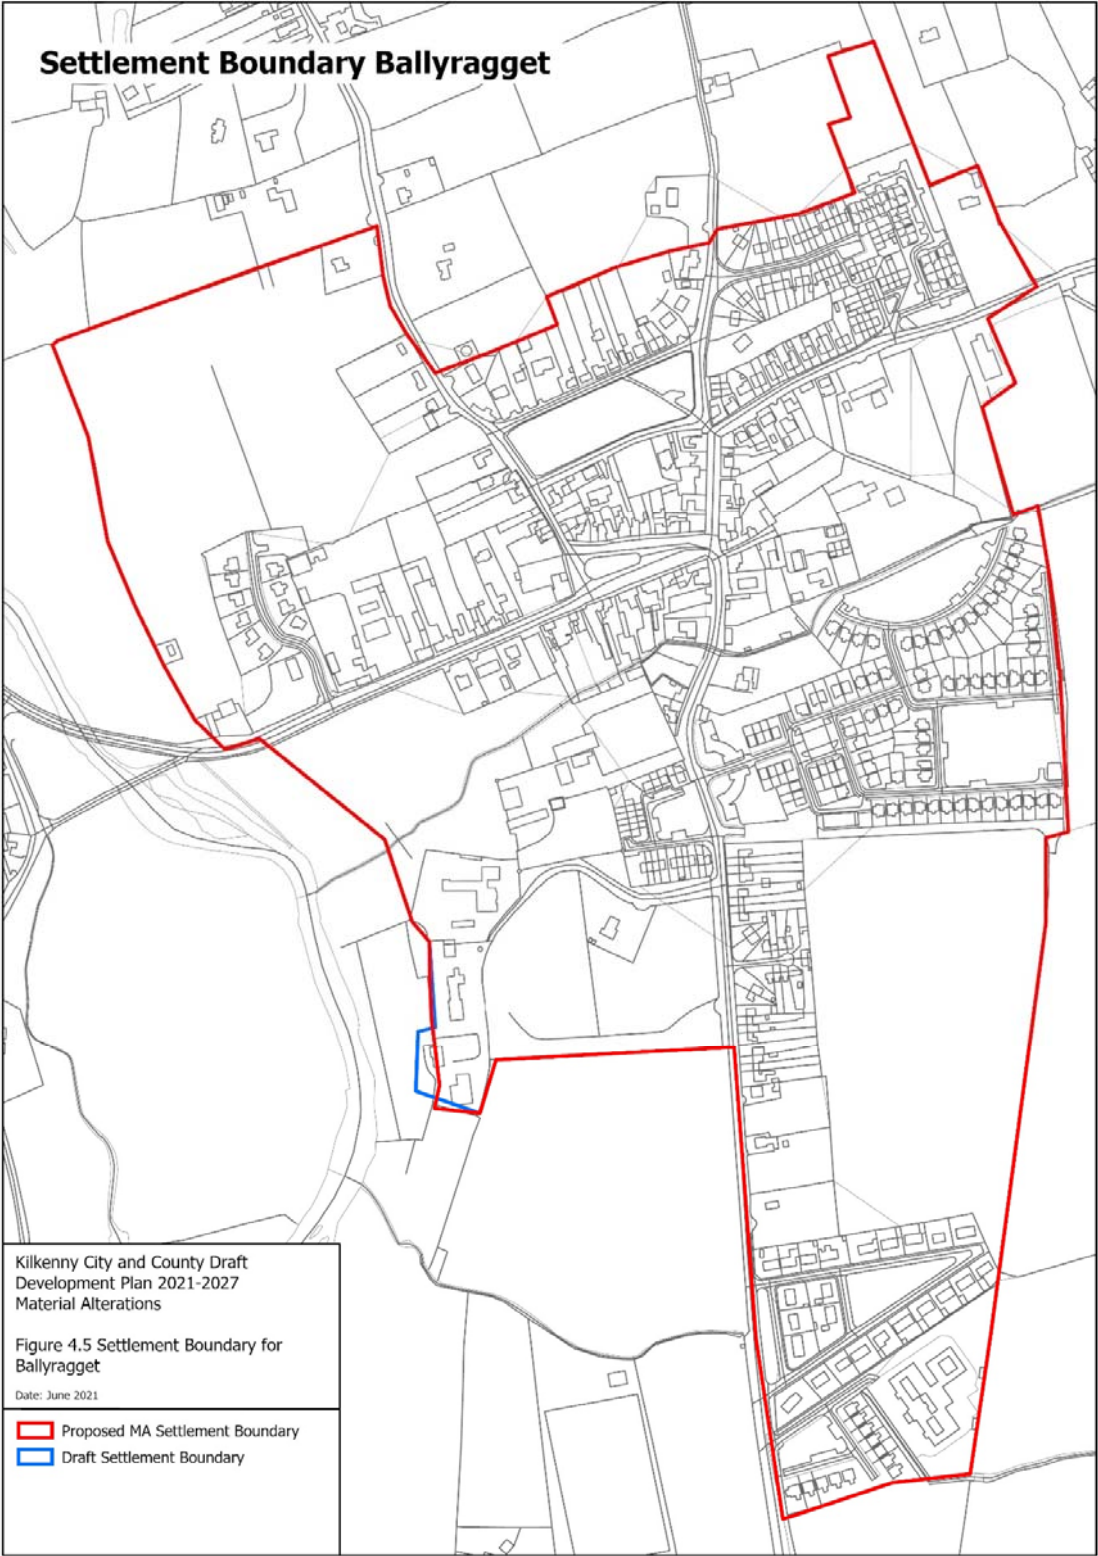 Settlement Boundary Ballyragget
Kilkenny City and County Draft
Development Plan 2021-2027
Material Alterations
Figure 4.5 Settlement Boundary for
Ballyragget
Date: June 2021
Proposed MA Settlement Boundary
Draft Settlement Boundary